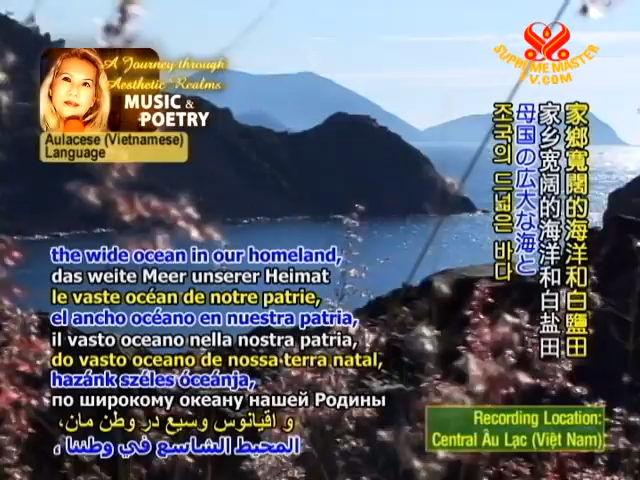 A Journey through
Aesthetic Realms
MUSIC &
POETRY
Aulacese (Vietnamese)
Language
SUPREME MASTER
TV.COM
家鄉寬闊的海洋和白鹽田
家乡宽阔的海洋和白盐田
母国の広大な海と
조국의 드넓은 바다
the wide ocean in our homeland,
das weite Meer unserer Heimat
le vaste océan de notre patrie,
el ancho océano en nuestra patria,
il vasto oceano nella nostra patria,
do vasto oceano de nossa terra natal,
hazánk széles óceánja,
по широкому океану нашей Родины
و اقیانوس وسیع در وطن مان،
المحيط الشاسع في وطننا ،
Recording Location:
Central Âu Lạc (Việt Nam)